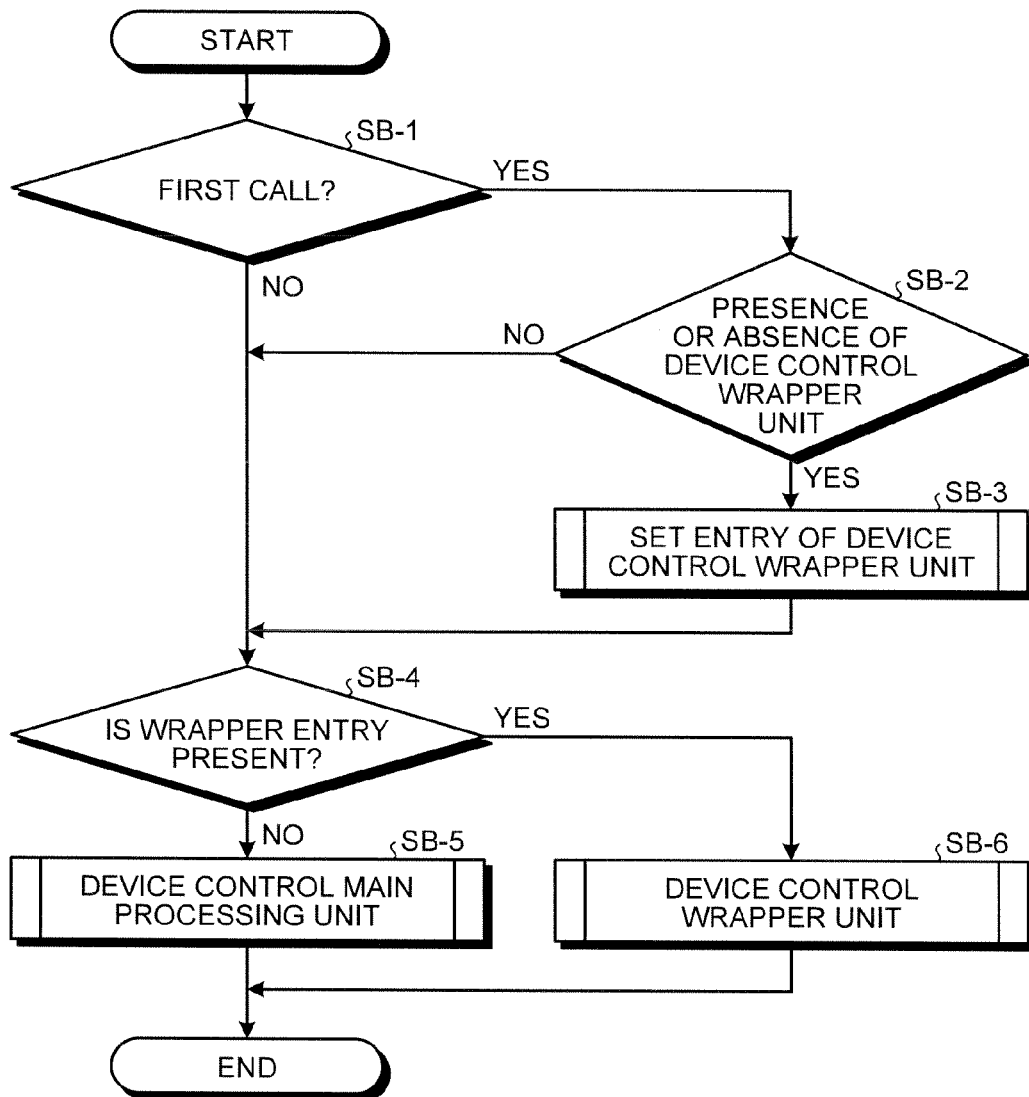 START
SB-1
FIRST CALL?
YES
NO
SB-2
PRESENCE
OR ABSENCE OF
DEVICE CONTROL
WRAPPER
UNIT
NO
YES
SB-3
SET ENTRY OF DEVICE
CONTROL WRAPPER UNIT
SB-4
IS WRAPPER ENTRY
PRESENT?
YES
NO
SB-5
DEVICE CONTROL MAIN
PROCESSING UNIT
SB-6
DEVICE CONTROL
WRAPPER UNIT
END